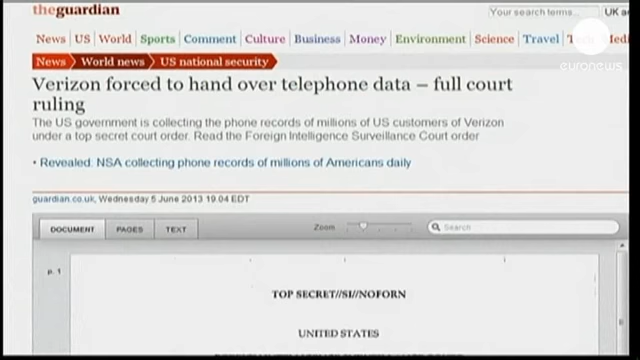 theguardian
Your search terms...
UK a
News US World Sports Comment Culture Business Money Environment Science Travel
euronews
News World news US national security
Verizon forced to hand over telephone data – full court
ruling
The US government is collecting the phone records of millions of US customers of Verizon
under a top secret court order. Read the Foreign Intelligence Surveillance Court order
• Revealed: NSA collecting phone records of millions of Americans daily
guardian.co.uk, Wednesday 5 June 2013 19.04 EDT
DOCUMENT PAGES TEXT Zoom Search
p. 1
TOP SECRET//SI//NOFORN
UNITED STATES